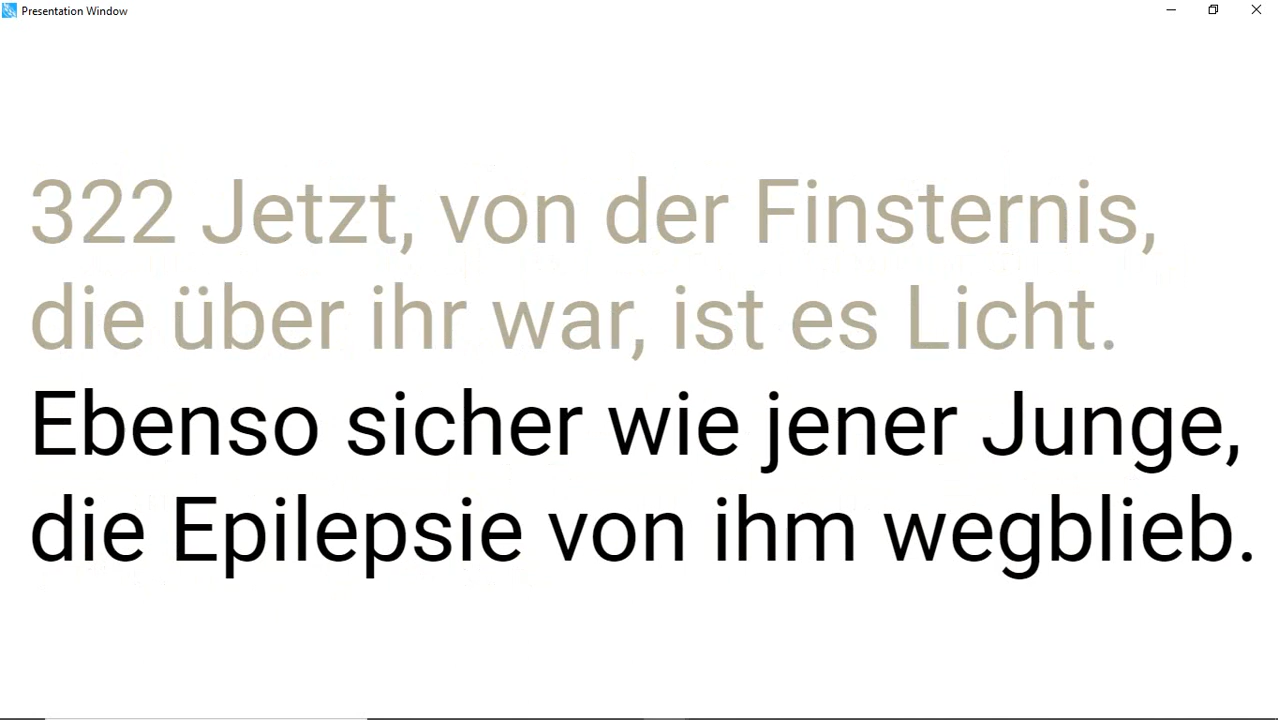 Presentation Window
322 Jetzt, von der Finsternis,
die über ihr war, ist es Licht.
Ebenso sicher wie jener Junge,
die Epilepsie von ihm wegblieb.